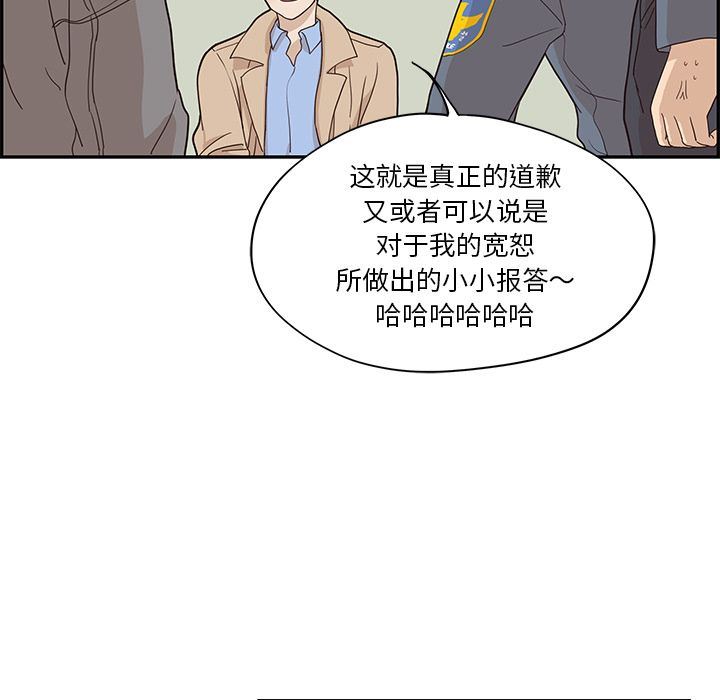 这就是真正的道歉
又或者可以说是
对于我的宽恕
所做出的小小报答～
哈哈哈哈哈哈